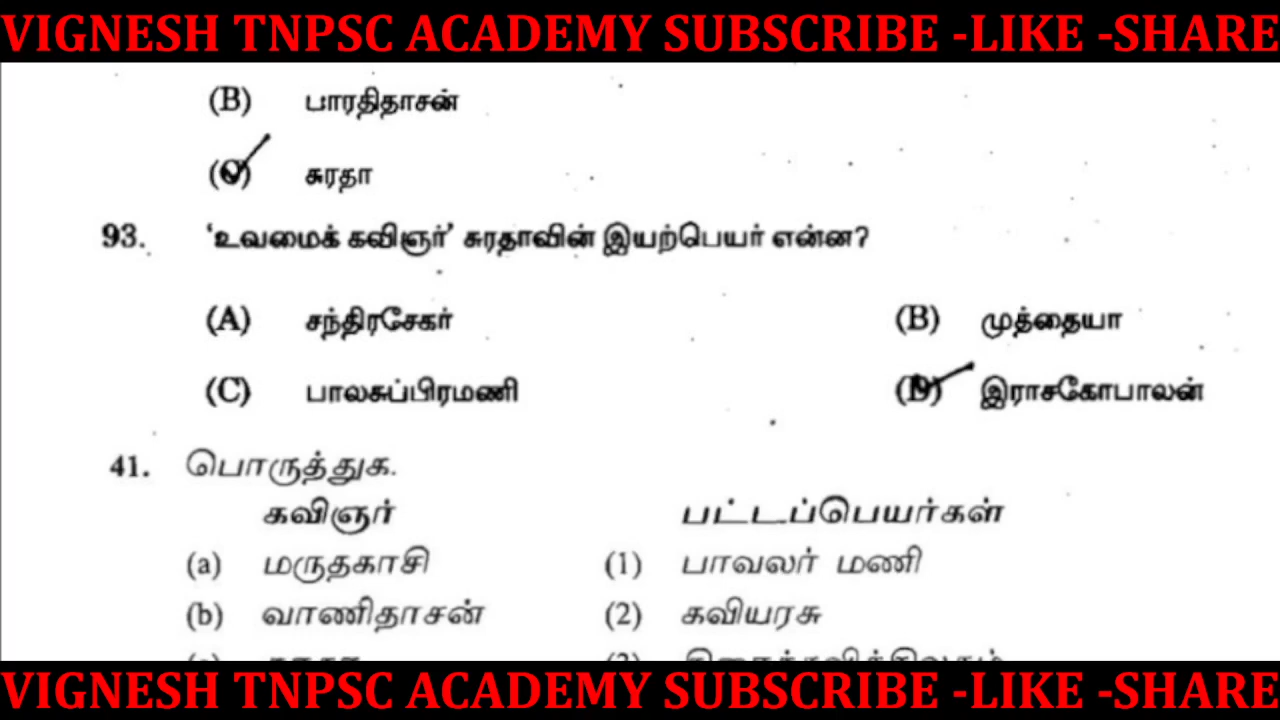 VIGNESH TNPSC ACADEMY SUBSCRIBE -LIKE -SHARE
(B) பாரதிதாசன்
(C) சுரதா
93. 'உவமைக் கவிஞர்' சுரதாவின் இயற்பெயர் என்ன?
(A) சந்திரசேகர் (B) முத்தையா
(C) பாலசுப்பிரமணி (D) இராசகோபாலன்
41. பொருத்துக.
கவிஞர் பட்டப்பெயர்கள்
(a) மருதகாசி (1) பாவலர் மணி
(b) வாணிதாசன் (2) கவியரசு
VIGNESH TNPSC ACADEMY SUBSCRIBE -LIKE -SHARE